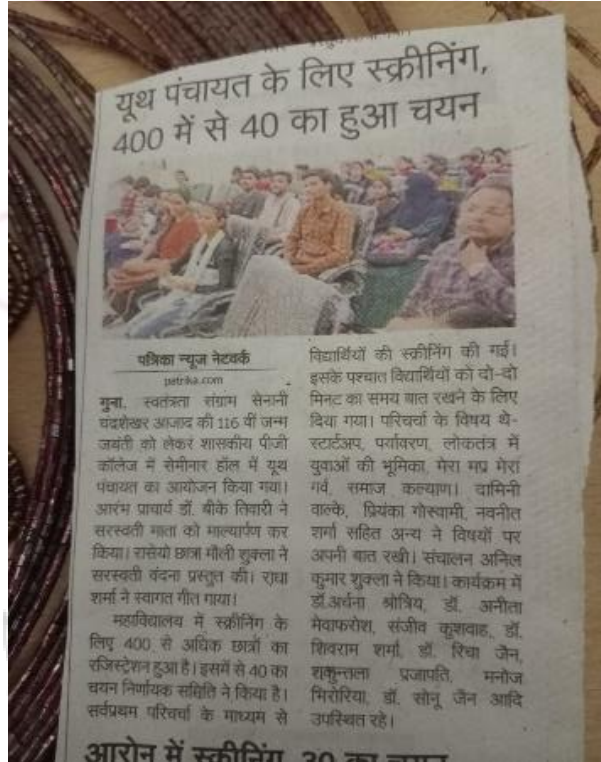 यूथ पंचायत के लिए स्क्रीनिंग,
400 में से 40 का हुआ चयन
पत्रिका न्यूज नेटवर्क
patrika.com
गुना. स्वतंत्रता संग्राम सेनानी
चंद्रशेखर आजाद की 116 वीं जन्म
जयंती को लेकर शासकीय पीजी
कॉलेज में सेमीनार हॉल में यूथ
पंचायत का आयोजन किया गया।
आरंभ प्राचार्य डॉ. बीके तिवारी ने
सरस्वती माता को माल्यार्पण कर
किया। रासेयो छात्रा मौली शुक्ला ने
सरस्वती वंदना प्रस्तुत की। राधा
शर्मा ने स्वागत गीत गाया।
महाविद्यालय में स्क्रीनिंग के
लिए 400 से अधिक छात्रों का
रजिस्ट्रेशन हुआ है। इसमें से 40 का
चयन निर्णायक समिति ने किया है।
सर्वप्रथम परिचर्चा के माध्यम से
विद्यार्थियों की स्क्रीनिंग की गई।
इसके पश्चात विद्यार्थियों को दो-दो
मिनट का समय बात रखने के लिए
दिया गया। परिचर्चा के विषय थे-
स्टार्टअप, पर्यावरण, लोकतंत्र में
युवाओं की भूमिका, मेरा मप्र मेरा
गर्व, समाज कल्याण। दामिनी
वाल्के, प्रियंका गोस्वामी, नवनीत
शर्मा सहित अन्य ने विषयों पर
अपनी बात रखी। संचालन अनिल
कुमार शुक्ला ने किया। कार्यक्रम में
डॉ.अर्चना श्रोत्रिय, डॉ. अनीता
मेवाफरोश, संजीव कुशवाह, डॉ.
शिवराम शर्मा, डॉ. रिचा जैन,
शकुन्तला प्रजापति, मनोज
भिरोरिया, डॉ. सोनू जैन आदि
उपस्थित रहे।
आरोन में स्क्रीनिंग, 30 का चयन